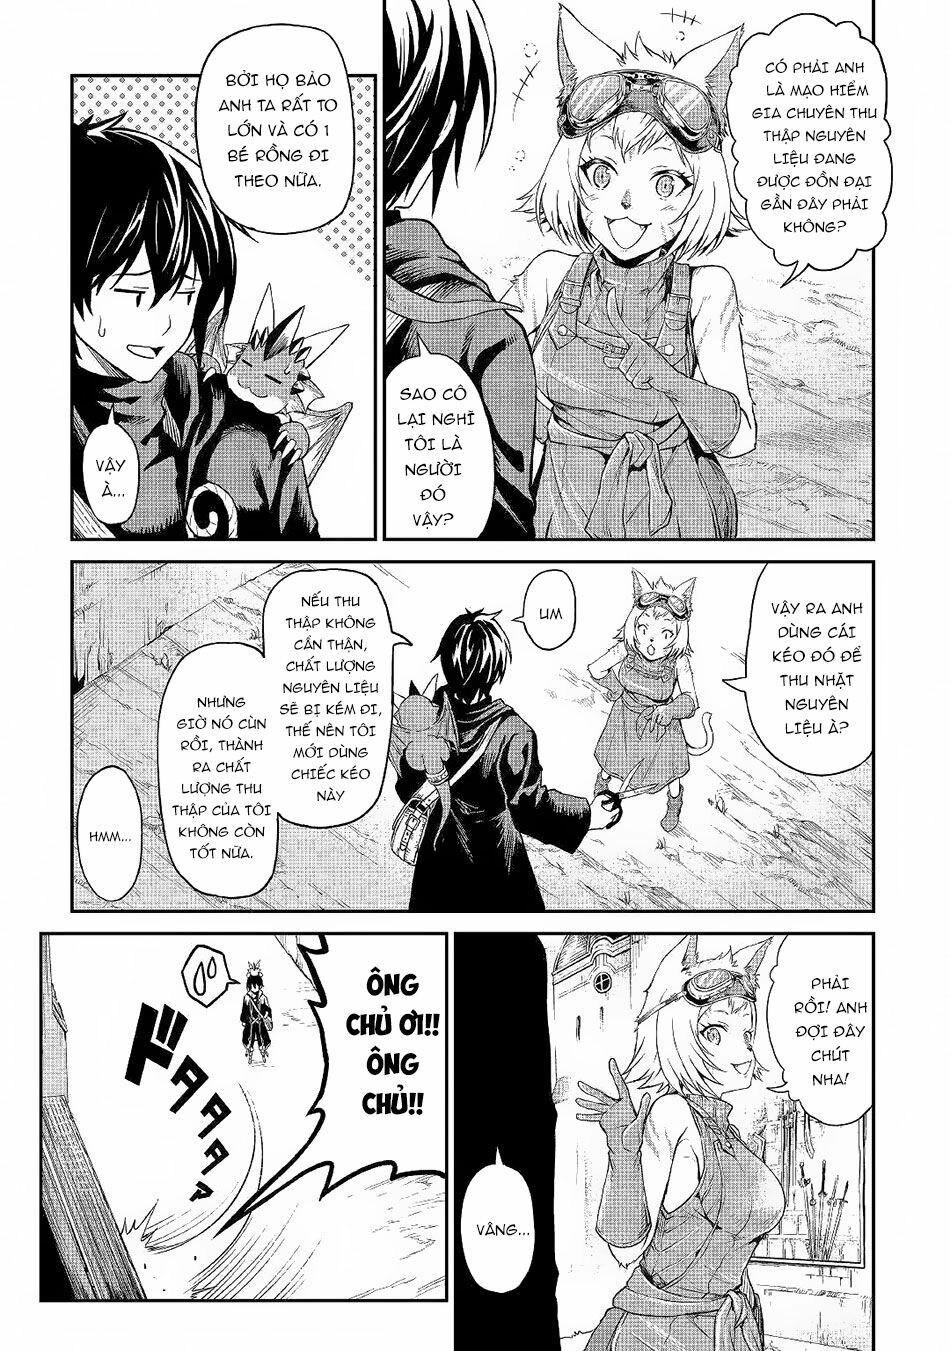 CÓ PHẢI ANH
LÀ MẠO HIỂM
GIA CHUYÊN THU
THẬP NGUYÊN
LIỆU ĐANG
ĐƯỢC ĐỒN ĐẠI
GẦN ĐÂY PHẢI
KHÔNG?
SAO CÔ
LẠI NGHĨ
TÔI LÀ
NGƯỜI
ĐÓ
VẬY?
BỞI HỌ BẢO
ANH TA RẤT TO
LỚN VÀ CÓ 1
BÉ RỒNG ĐI
THEO NỮA.
VẬY
À...
VẬY RA ANH
DÙNG CÁI
KÉO ĐÓ ĐỂ
THU NHẶT
NGUYÊN
LIỆU À?
UM
NẾU THU
THẬP KHÔNG
CẨN THẬN,
CHẤT LƯỢNG
NGUYÊN LIỆU
SẼ BỊ KÉM ĐI,
THẾ NÊN TÔI
MỚI DÙNG
CHIẾC KÉO
NÀY
NHƯNG
GIỜ NÓ CÙN
RỒI, THÀNH
RA CHẤT
LƯỢNG THU
THẬP CỦA TÔI
KHÔNG CÒN
TỐT NỮA.
HMM...
PHẢI
RỒI! ANH
ĐỢI ĐÂY
CHÚT
NHA!
VÂNG...
ÔNG
CHỦ ƠI!!
ÔNG
CHỦ!!
ドタタタァ